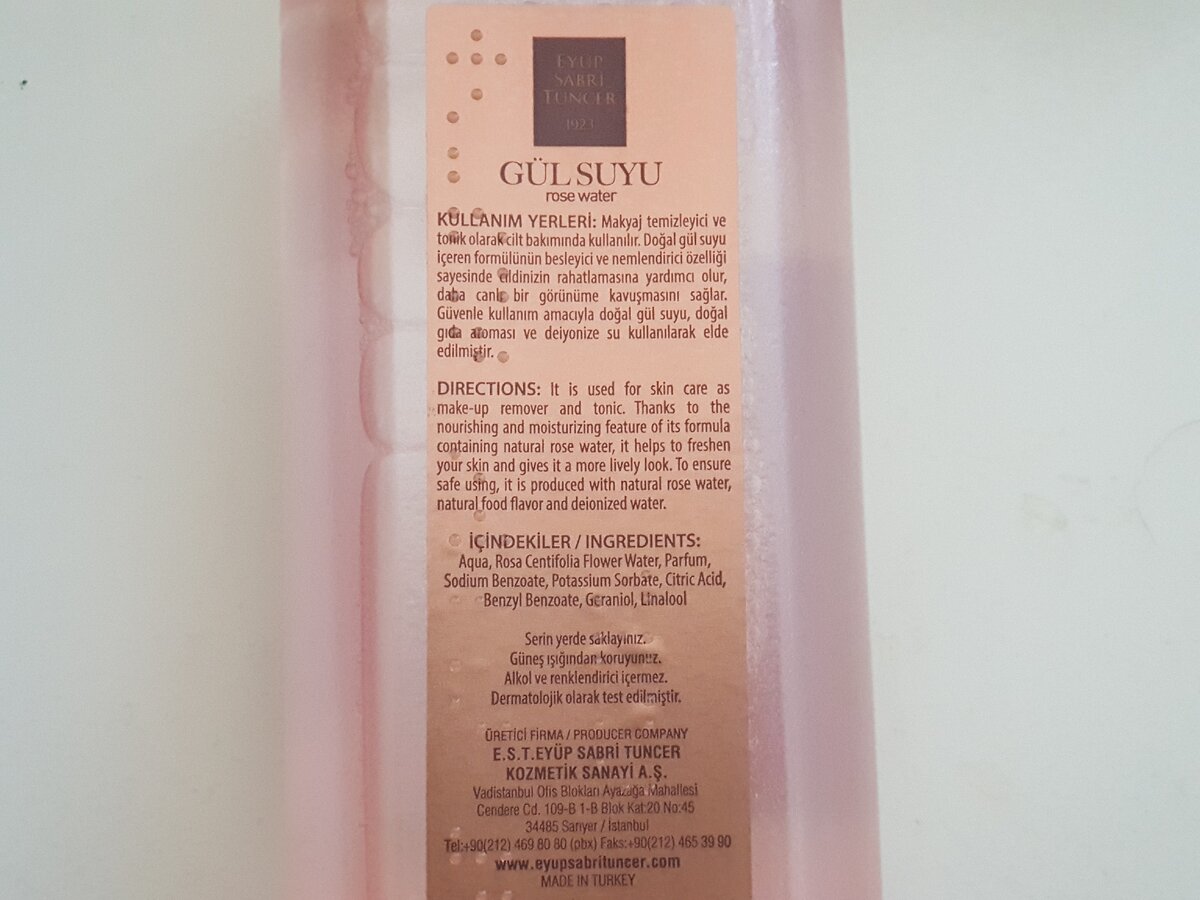 EYÜP
SABRİ
TUNCER
1923
GÜL SUYU
rose water
KULLANIM YERLERİ: Makyaj temizleyici ve
tonik olarak cilt bakımında kullanılır. Doğal gül suyu
içeren formülünün besleyici ve nemlendirici özelliği
sayesinde cildinizin rahatlamasına yardımcı olur,
daha canlı bir görünüme kavuşmasını sağlar.
Güvenle kullanım amacıyla doğal gül suyu, doğal
gıda aroması ve deiyonize su kullanılarak elde
edilmiştir.
DIRECTIONS: It is used for skin care as
make-up remover and tonic. Thanks to the
nourishing and moisturizing feature of its formula
containing natural rose water, it helps to freshen
your skin and gives it a more lively look. To ensure
safe using, it is produced with natural rose water,
natural food flavor and deionized water.
İÇİNDEKİLER / INGREDIENTS:
Aqua, Rosa Centifolia Flower Water, Parfum,
Sodium Benzoate, Potassium Sorbate, Citric Acid,
Benzyl Benzoate, Geraniol, Linalool
Serin yerde saklayınız.
Güneş ışığından koruyunuz.
Alkol ve renklendirici içermez.
Dermatolojik olarak test edilmiştir.
ÜRETİCİ FİRMA / PRODUCER COMPANY
E.S.T.EYÜP SABRİ TUNCER
KOZMETİK SANAYİ A.Ş.
Vadistanbul Ofis Blokları Ayazağa Mahallesi
Cendere Cd. 109-B 1-B Blok Kat:20 No:45
34485 Sarıyer / İstanbul
Tel:+90(212) 469 80 80 (pbx) Faks:+90(212) 465 39 90
www.eyupsabrituncer.com
MADE IN TURKEY